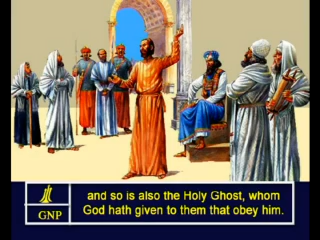 and so is also the Holy Ghost, whom
God hath given to them that obey him.
GNP